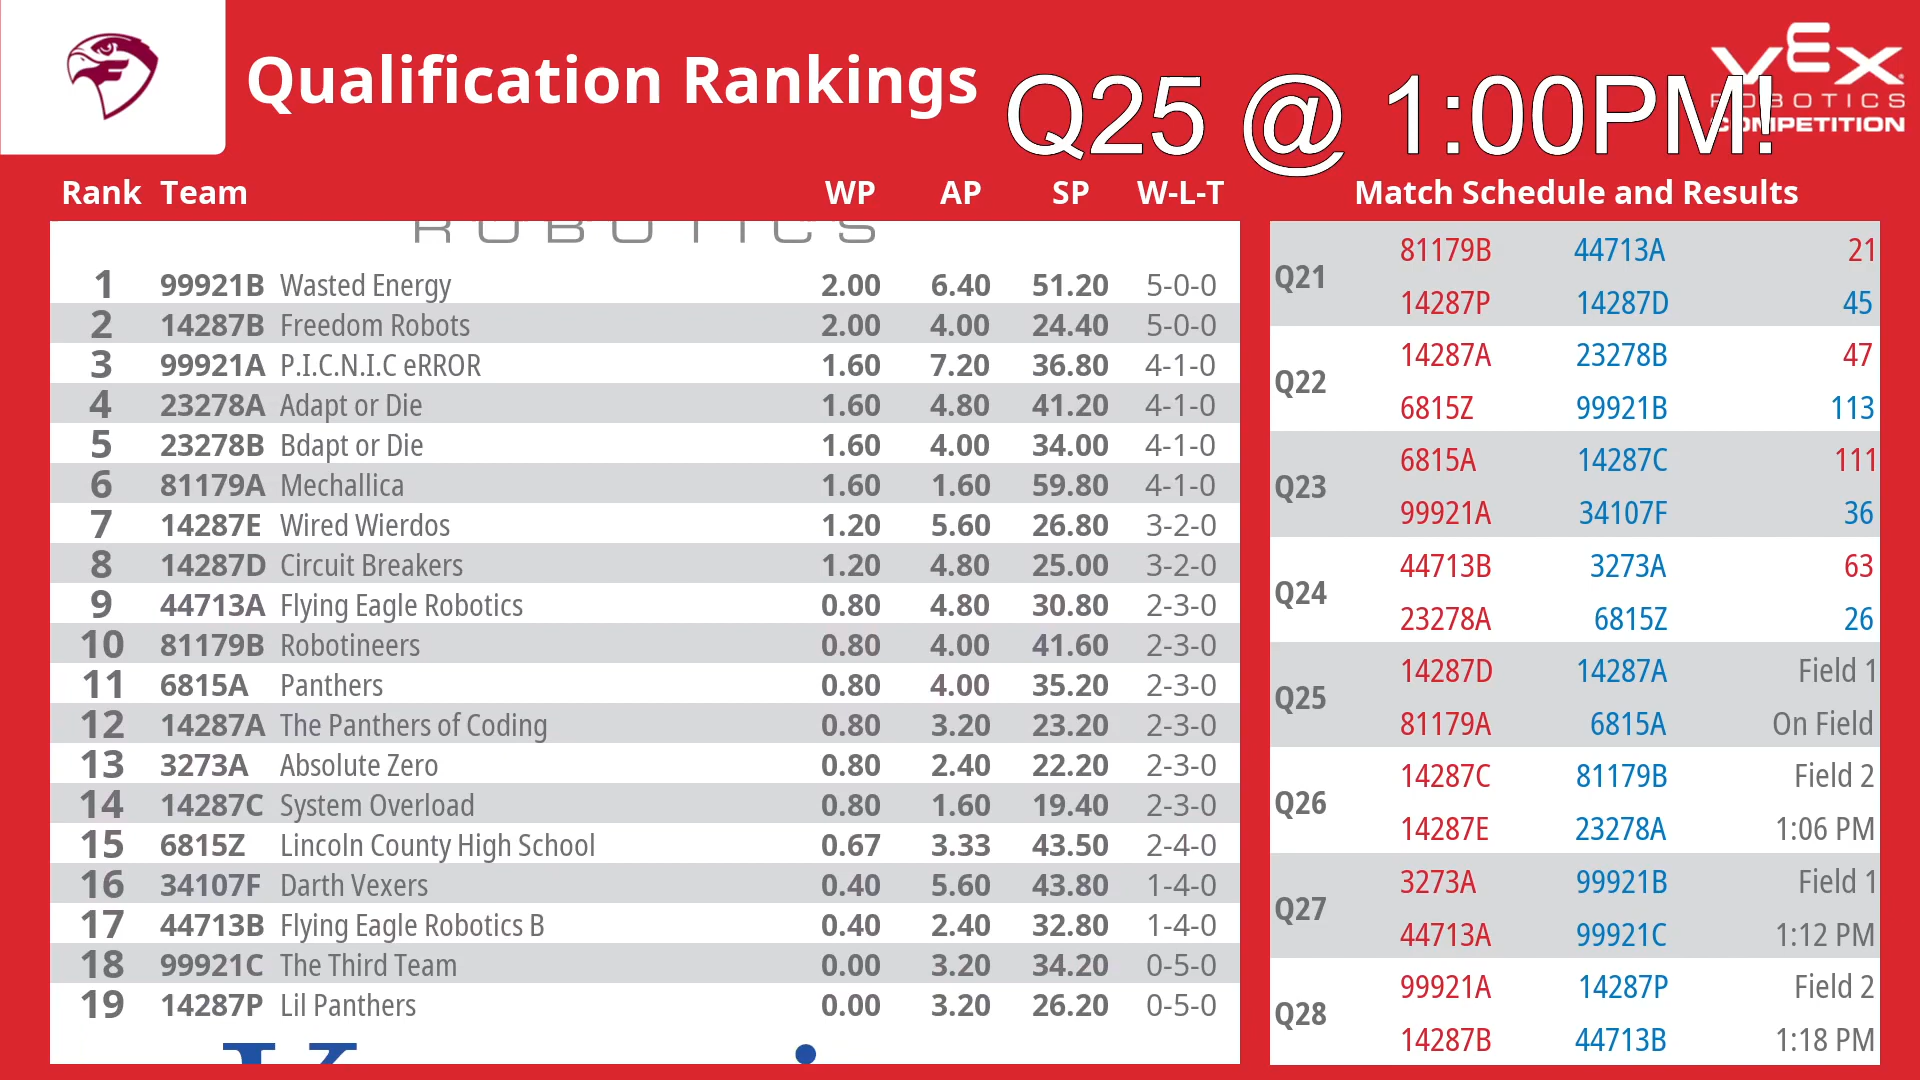 Qualification Rankings
Q25 @ 1:00PM!
VEX ROBOTICS COMPETITION
Rank Team WP AP SP W-L-T
ROBOTICS
1 99921B Wasted Energy 2.00 6.40 51.20 5-0-0
2 14287B Freedom Robots 2.00 4.00 24.40 5-0-0
3 99921A P.I.C.N.I.C eRROR 1.60 7.20 36.80 4-1-0
4 23278A Adapt or Die 1.60 4.80 41.20 4-1-0
5 23278B Bdapt or Die 1.60 4.00 34.00 4-1-0
6 81179A Mechallica 1.60 1.60 59.80 4-1-0
7 14287E Wired Wierdos 1.20 5.60 26.80 3-2-0
8 14287D Circuit Breakers 1.20 4.80 25.00 3-2-0
9 44713A Flying Eagle Robotics 0.80 4.80 30.80 2-3-0
10 81179B Robotineers 0.80 4.00 41.60 2-3-0
11 6815A Panthers 0.80 4.00 35.20 2-3-0
12 14287A The Panthers of Coding 0.80 3.20 23.20 2-3-0
13 3273A Absolute Zero 0.80 2.40 22.20 2-3-0
14 14287C System Overload 0.80 1.60 19.40 2-3-0
15 6815Z Lincoln County High School 0.67 3.33 43.50 2-4-0
16 34107F Darth Vexers 0.40 5.60 43.80 1-4-0
17 44713B Flying Eagle Robotics B 0.40 2.40 32.80 1-4-0
18 99921C The Third Team 0.00 3.20 34.20 0-5-0
19 14287P Lil Panthers 0.00 3.20 26.20 0-5-0
Match Schedule and Results
Q21
81179B 44713A 21
14287P 14287D 45
Q22
14287A 23278B 47
6815Z 99921B 113
Q23
6815A 14287C 111
99921A 34107F 36
Q24
44713B 3273A 63
23278A 6815Z 26
Q25
14287D 14287A Field 1
81179A 6815A On Field
Q26
14287C 81179B Field 2
14287E 23278A 1:06 PM
Q27
3273A 99921B Field 1
44713A 99921C 1:12 PM
Q28
99921A 14287P Field 2
14287B 44713B 1:18 PM